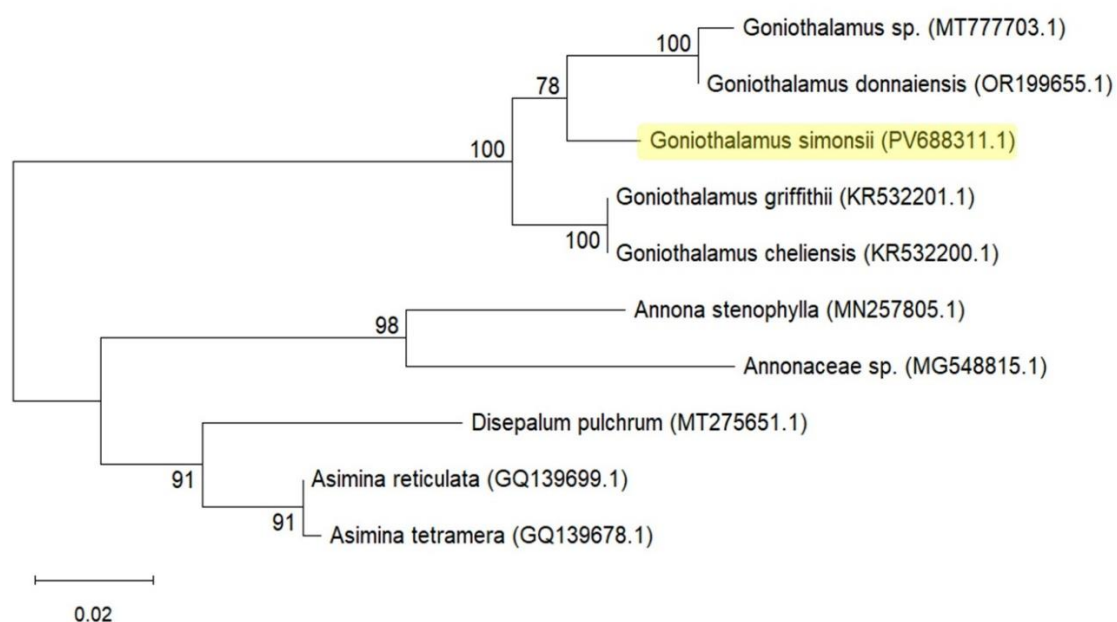 Goniothalamus sp. (MT777703.1)
100
Goniothalamus donnaiensis (OR199655.1)
78
Goniothalamus simonsii (PV688311.1)
100
Goniothalamus griffithii (KR532201.1)
100
Goniothalamus cheliensis (KR532200.1)
Annona stenophylla (MN257805.1)
98
Annonaceae sp. (MG548815.1)
Disepalum pulchrum (MT275651.1)
91
Asimina reticulata (GQ139699.1)
91
Asimina tetramera (GQ139678.1)
0.02